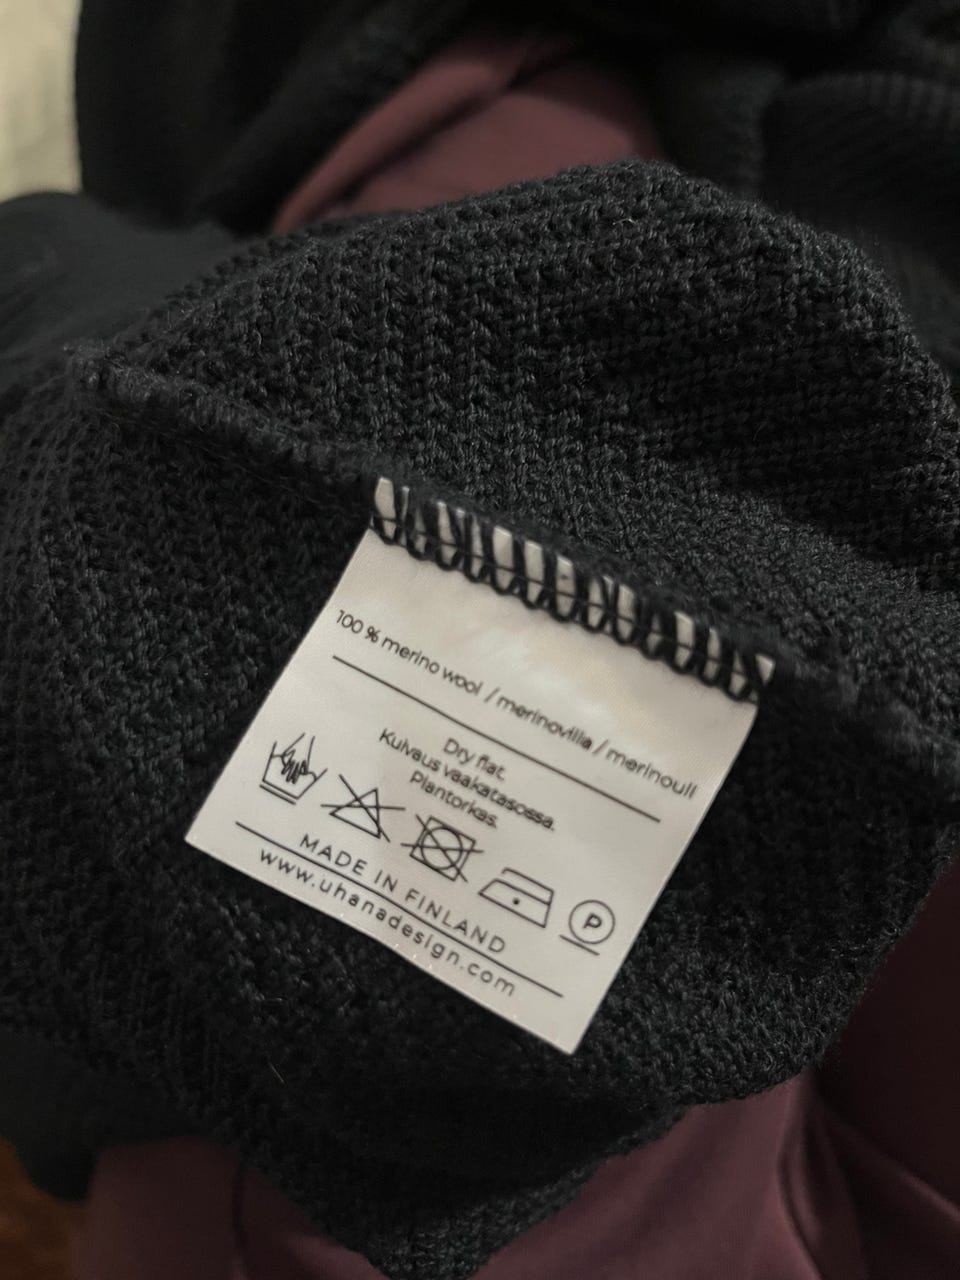 100 % merino wool / merinovilla / merinoull
Dry flat.
Kuivaus vaakatasossa.
Plantorkas.
P
MADE IN FINLAND
www.uhanadesign.com